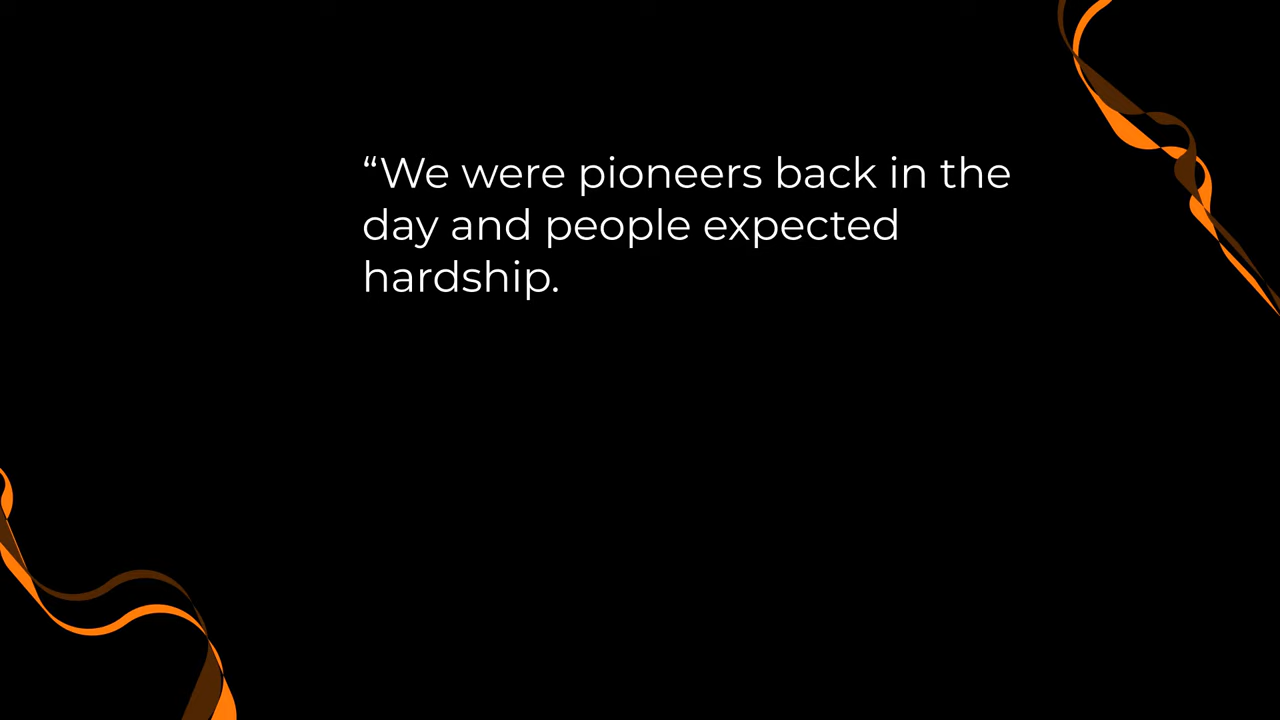 “We were pioneers back in the
day and people expected
hardship.